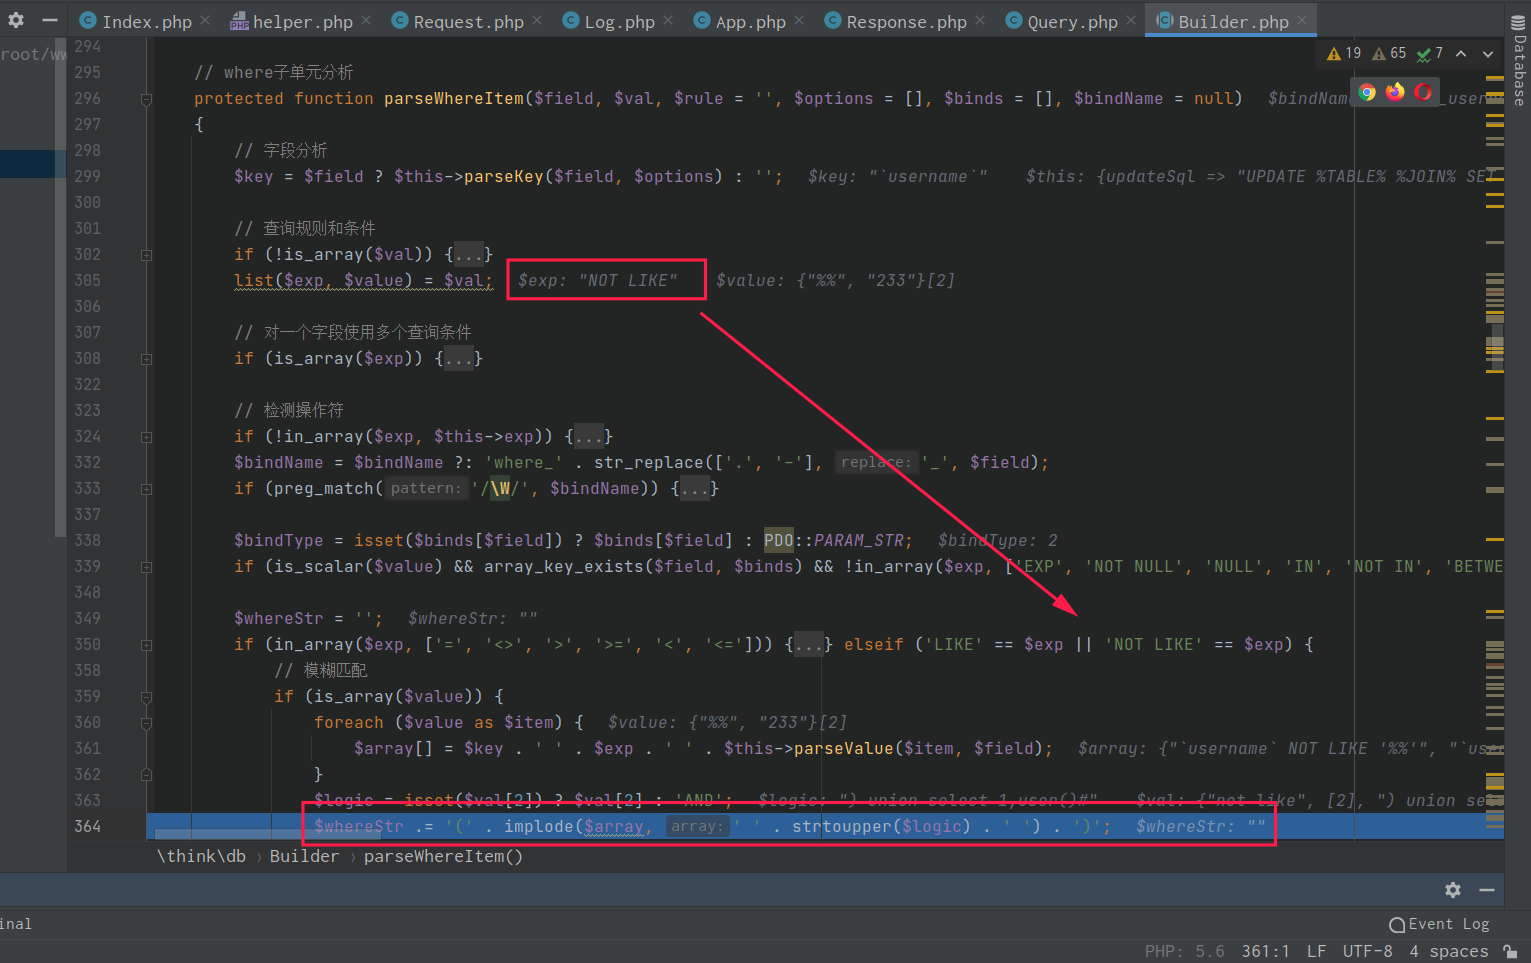 Index.php helper.php Request.php Log.php App.php Response.php Query.php Builder.php
root/ww
19 65 7
Database
294
295 // where子单元分析
296 protected function parseWhereItem($field, $val, $rule = '', $options = [], $binds = [], $bindName = null) $bindNam _usern
297 {
298 // 字段分析
299 $key = $field ? $this->parseKey($field, $options) : ''; $key: "`username`" $this: {updateSql => "UPDATE %TABLE% %JOIN% SET
300
301 // 查询规则和条件
302 if (!is_array($val)) {...}
305 list($exp, $value) = $val; $exp: "NOT LIKE" $value: {"%%", "233"}[2]
306
307 // 对一个字段使用多个查询条件
308 if (is_array($exp)) {...}
322
323 // 检测操作符
324 if (!in_array($exp, $this->exp)) {...}
332 $bindName = $bindName ?: 'where_' . str_replace(['.', '-'], replace: '_', $field);
333 if (preg_match( pattern: '/\W/', $bindName)) {...}
337
338 $bindType = isset($binds[$field]) ? $binds[$field] : PDO::PARAM_STR; $bindType: 2
339 if (is_scalar($value) && array_key_exists($field, $binds) && !in_array($exp, ['EXP', 'NOT NULL', 'NULL', 'IN', 'NOT IN', 'BETWE
348
349 $whereStr = ''; $whereStr: ""
350 if (in_array($exp, ['=', '<>', '>', '>=', '<', '<='])) {...} elseif ('LIKE' == $exp || 'NOT LIKE' == $exp) {
358 // 模糊匹配
359 if (is_array($value)) {
360 foreach ($value as $item) { $value: {"%%", "233"}[2]
361 $array[] = $key . ' ' . $exp . ' ' . $this->parseValue($item, $field); $array: {"`username` NOT LIKE '%%'", "`user
362 }
363 $logic = isset($val[2]) ? $val[2] : 'AND'; $logic: ") union select 1,user()#" $val: {"not like", [2], ") union sel
364 $whereStr .= '(' . implode($array, array: ' ' . strtoupper($logic) . ' ') . ')'; $whereStr: ""
\think\db › Builder › parseWhereItem()
inal
Event Log
PHP: 5.6 361:1 LF UTF-8 4 spaces